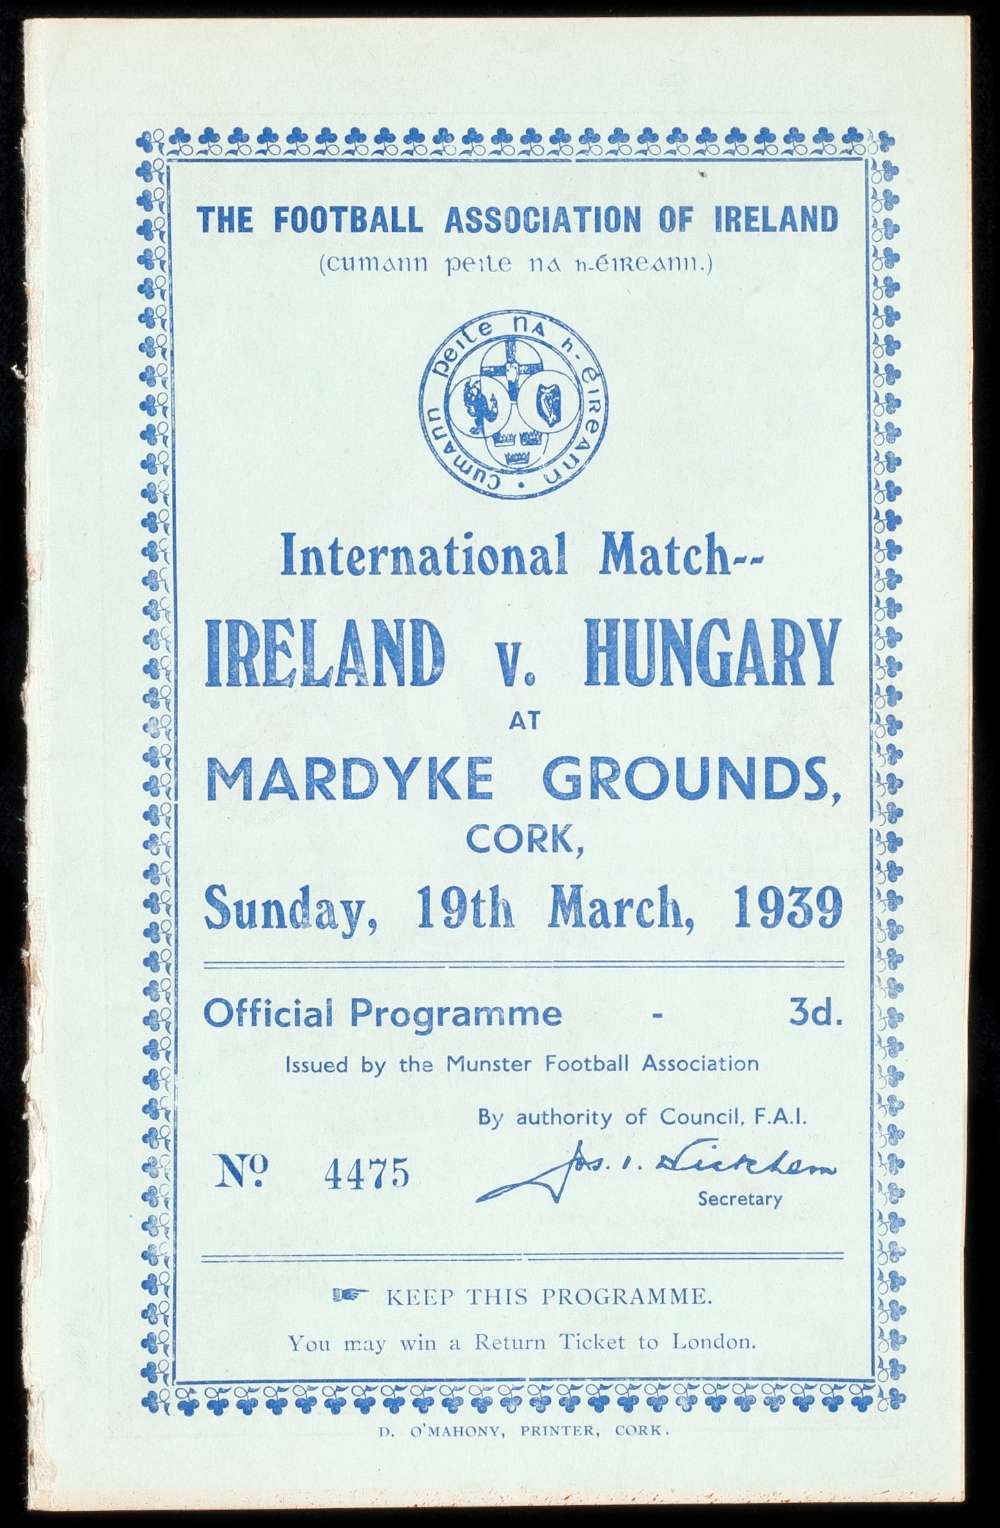 THE FOOTBALL ASSOCIATION OF IRELAND
(Cumann Peile na h-Éireann.)
Cumann Peile na h-Éireann
International Match--
IRELAND v. HUNGARY
AT
MARDYKE GROUNDS,
CORK,
Sunday, 19th March, 1939
Official Programme - 3d.
Issued by the Munster Football Association
By authority of Council, F.A.I.
Jos. I. Wickham
No. 4475
Secretary
☞ KEEP THIS PROGRAMME.
You may win a Return Ticket to London.
D. O'MAHONY, PRINTER, CORK.